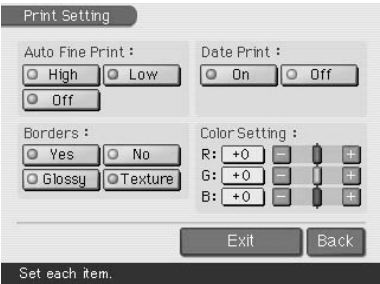 Print Setting
Auto Fine Print :
High Low
Off
Date Print :
On Off
Borders :
Yes No
Glossy Texture
Color Setting :
R: +0 - +
G: +0 - +
B: +0 - +
Exit Back
Set each item.